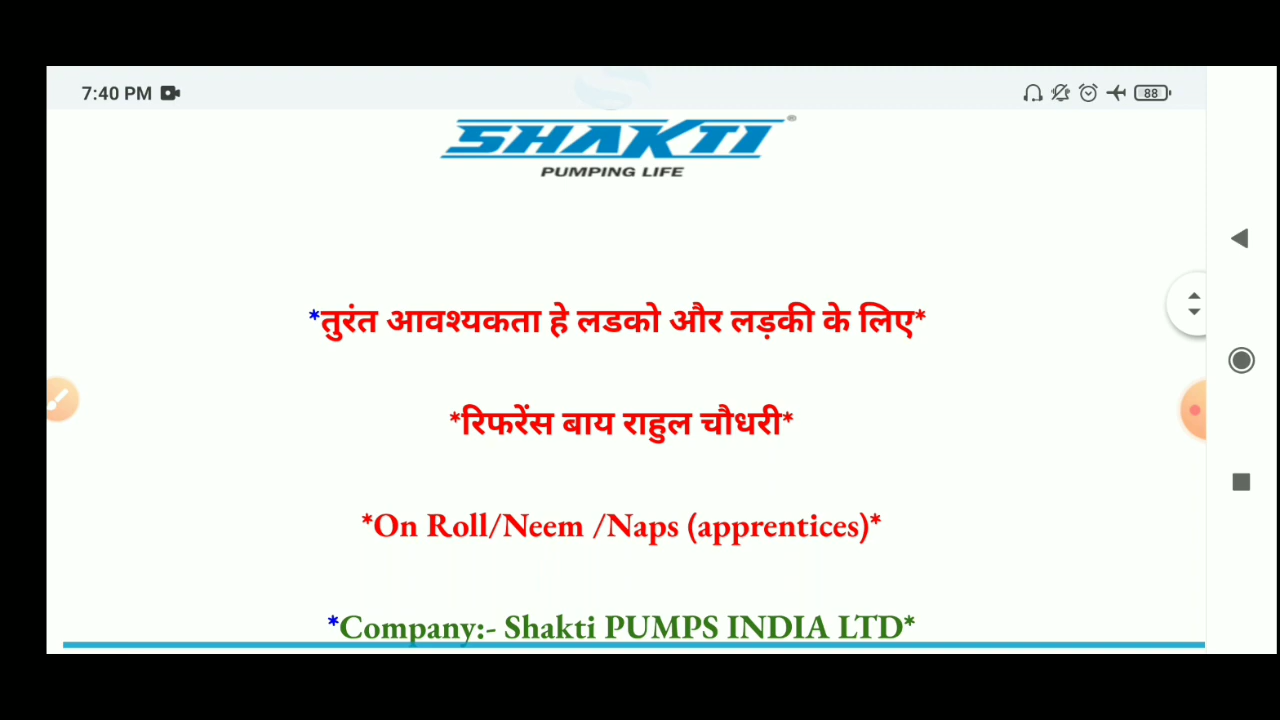 7:40 PM
88
SHAKTI®
PUMPING LIFE
*तुरंत आवश्यकता हे लडको और लड़की के लिए*
*रिफरेंस बाय राहुल चौधरी*
*On Roll/Neem /Naps (apprentices)*
*Company:- Shakti PUMPS INDIA LTD*